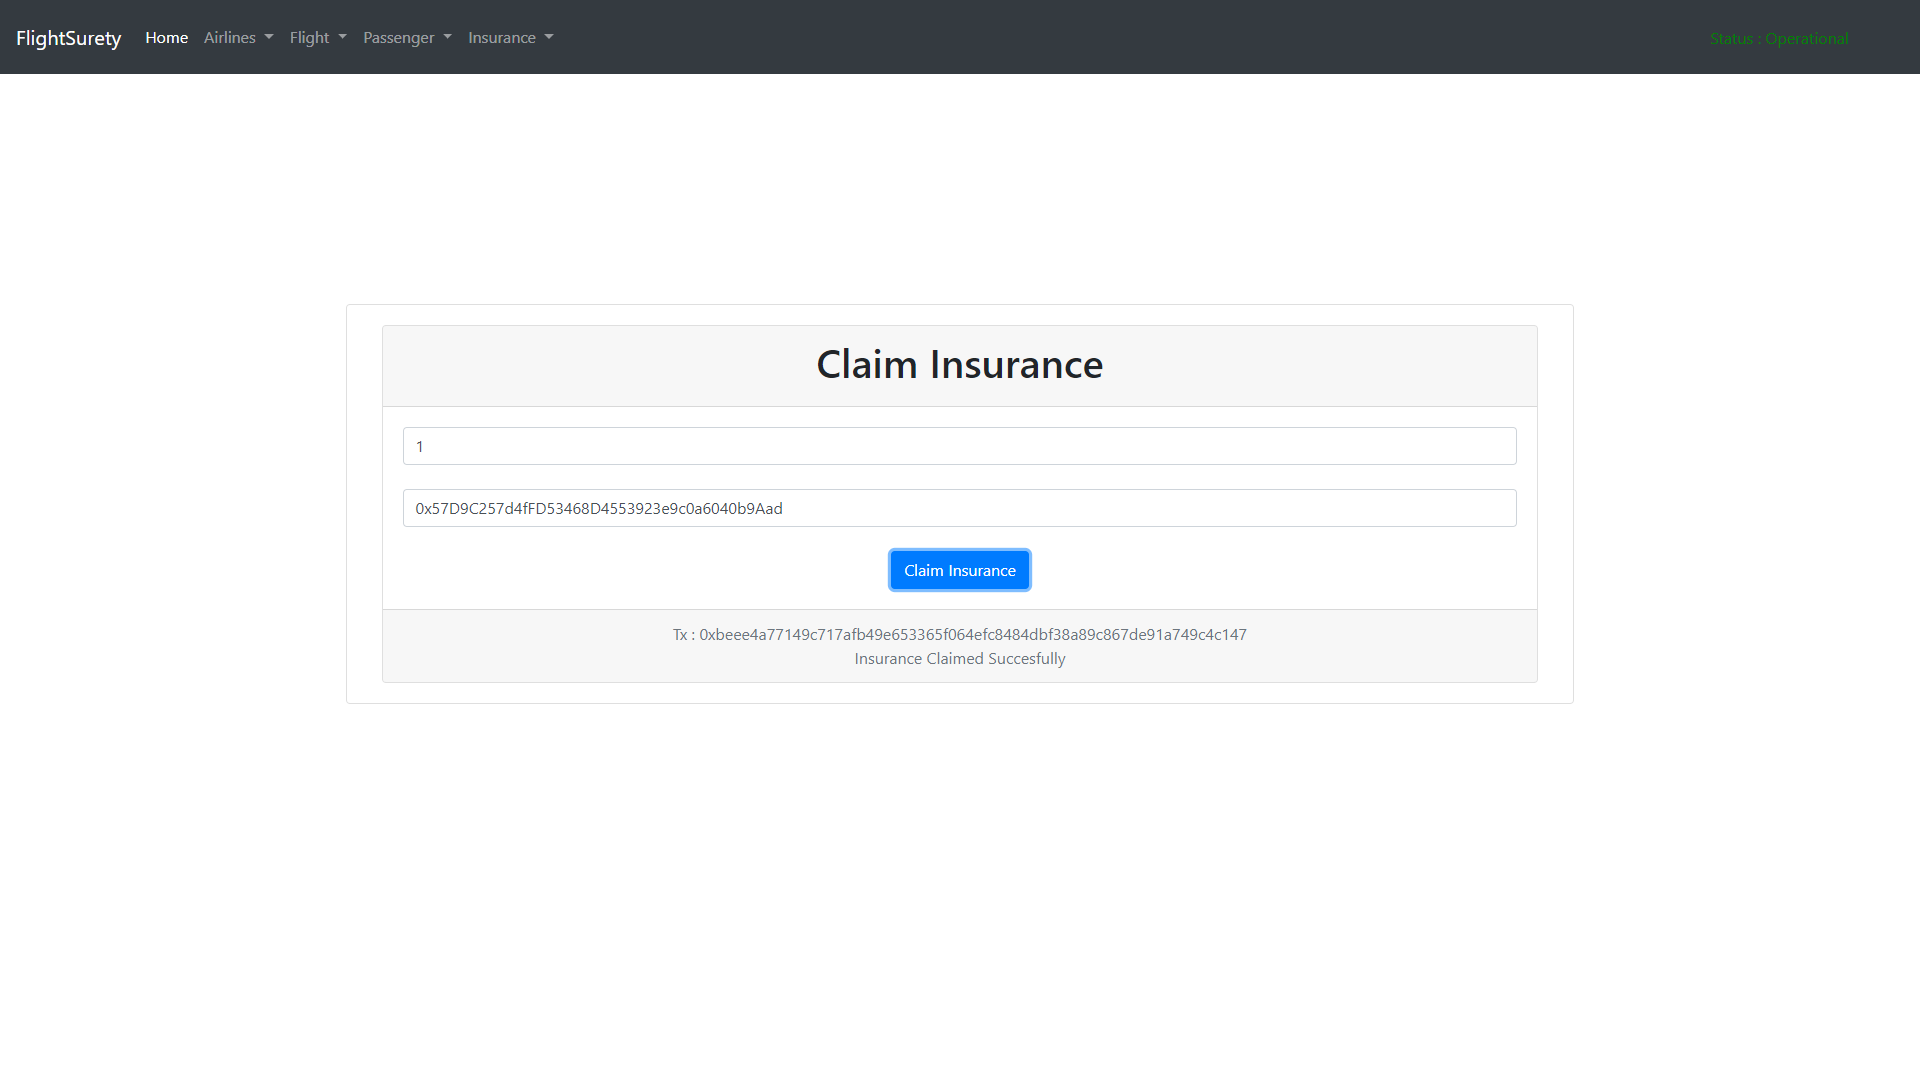 FlightSurety Home Airlines Flight Passenger Insurance Status : Operational
Claim Insurance
1
0x57D9C257d4fFD53468D4553923e9c0a6040b9Aad
Claim Insurance
Tx : 0xbeee4a77149c717afb49e653365f064efc8484dbf38a89c867de91a749c4c147
Insurance Claimed Succesfully